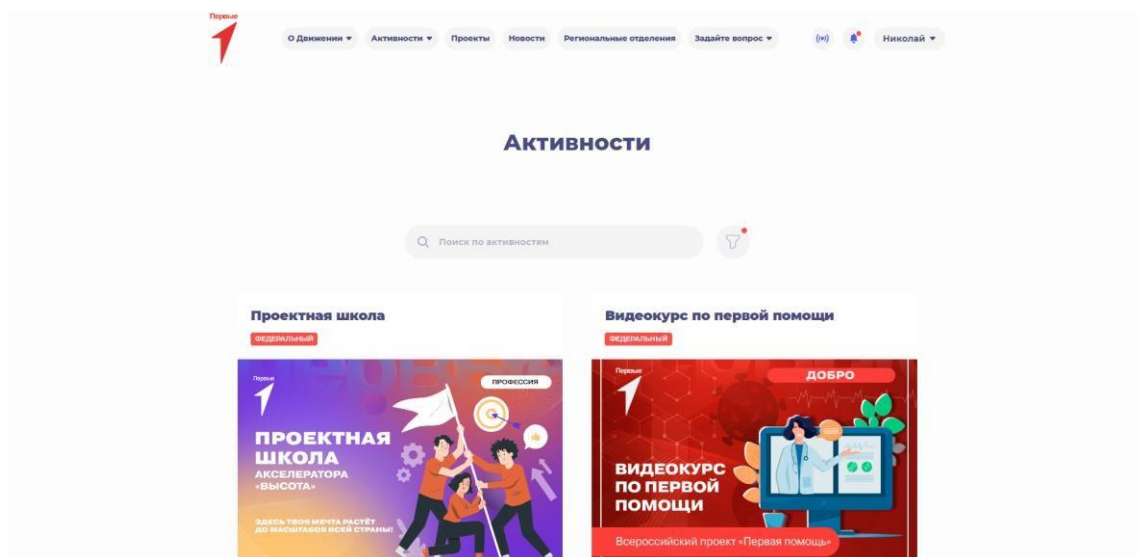 Первые
О Движении Активности Проекты Новости Региональные отделения Задайте вопрос Николай
Активности
Поиск по активностям
Проектная школа
ФЕДЕРАЛЬНЫЙ
Первые
ПРОФЕССИЯ
ПРОЕКТНАЯ
ШКОЛА
АКСЕЛЕРАТОРА
«ВЫСОТА»
ЗДЕСЬ ТВОЯ МЕЧТА РАСТЁТ
ДО МАСШТАБОВ ВСЕЙ СТРАНЫ!
Видеокурс по первой помощи
ФЕДЕРАЛЬНЫЙ
Первые
ДОБРО
ВИДЕОКУРС
ПО ПЕРВОЙ
ПОМОЩИ
Всероссийский проект «Первая помощь»